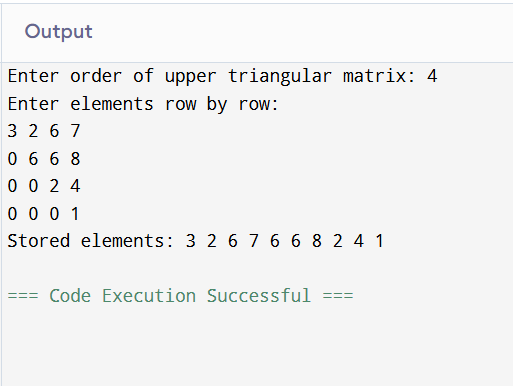 Output
Enter order of upper triangular matrix: 4
Enter elements row by row:
3 2 6 7
0 6 6 8
0 0 2 4
0 0 0 1
Stored elements: 3 2 6 7 6 6 8 2 4 1
=== Code Execution Successful ===